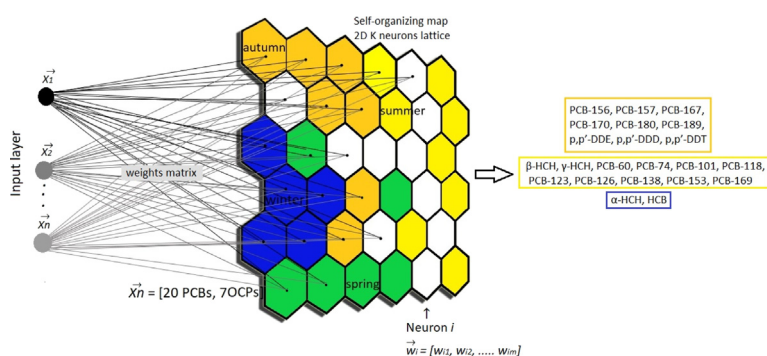 Self-organizing map
2D K neurons lattice
autumn
X1
summer
Input layer
X2
weights matrix
winter
Xn
Xn = [20 PCBs, 7OCPs]
spring
↑
Neuron i
wi = [wi1, wi2, ..... wim]
PCB-156, PCB-157, PCB-167,
PCB-170, PCB-180, PCB-189,
p,p'-DDE, p,p'-DDD, p,p'-DDT
β-HCH, γ-HCH, PCB-60, PCB-74, PCB-101, PCB-118,
PCB-123, PCB-126, PCB-138, PCB-153, PCB-169
α-HCH, HCB